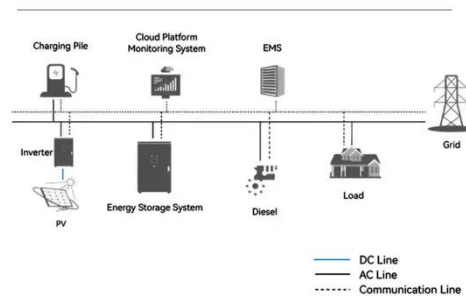 Charging Pile
Cloud Platform
Monitoring System
EMS
Grid
Inverter
PV
Energy Storage System
Diesel
Load
DC Line
AC Line
Communication Line